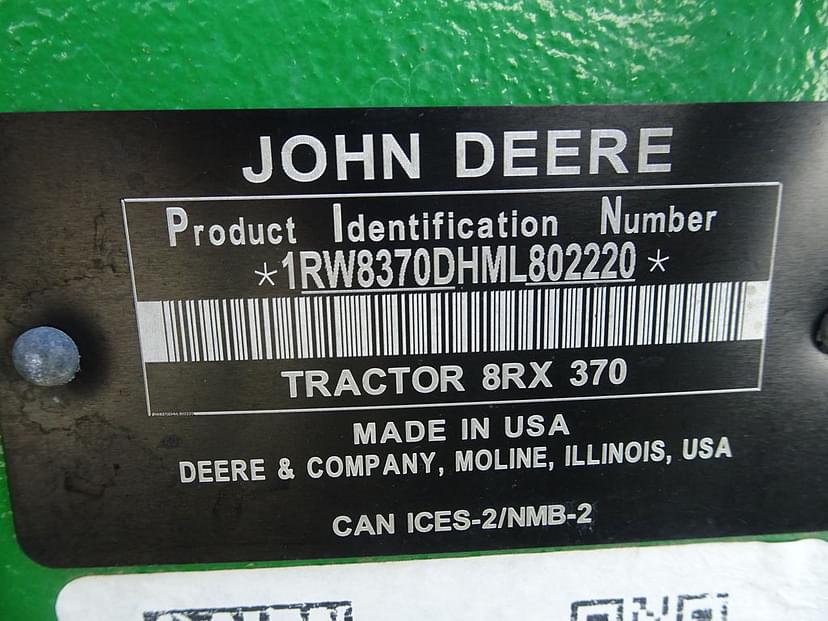 JOHN DEERE
Product Identification Number
*1RW8370DHML802220*
TRACTOR 8RX 370
MADE IN USA
DEERE & COMPANY, MOLINE, ILLINOIS, USA
CAN ICES-2/NMB-2